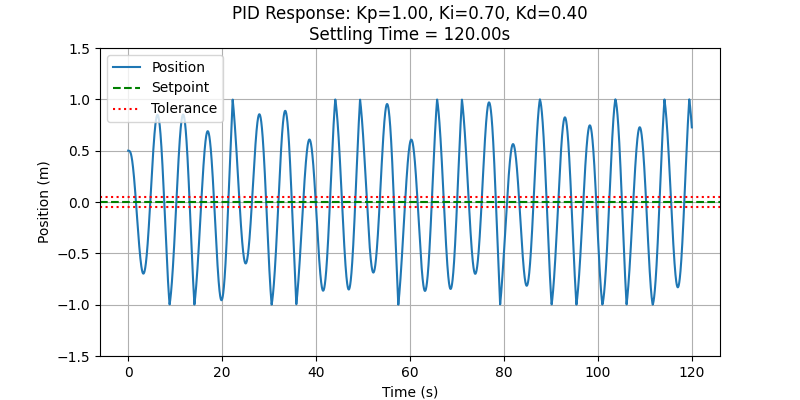 PID Response: Kp=1.00, Ki=0.70, Kd=0.40
Settling Time = 120.00s
Position
Setpoint
Tolerance
Position (m)
1.5
1.0
0.5
0.0
−0.5
−1.0
−1.5
0 20 40 60 80 100 120
Time (s)